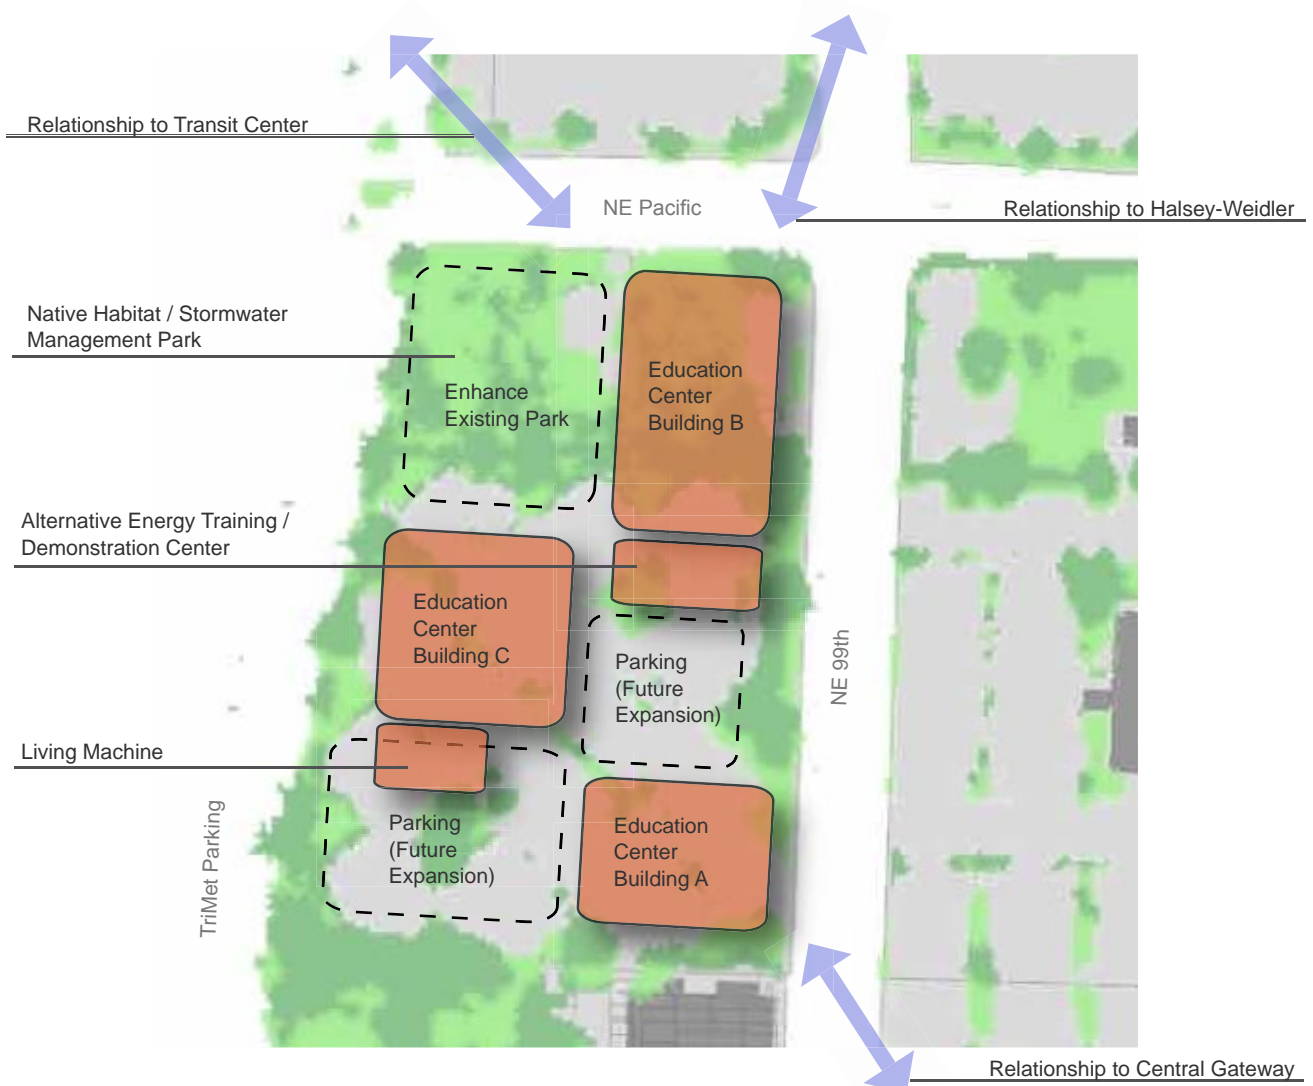 Relationship to Transit Center
NE Pacific
Relationship to Halsey-Weidler
Native Habitat / Stormwater
Management Park
Enhance
Existing Park
Education
Center
Building B
Alternative Energy Training /
Demonstration Center
Education
Center
Building C
Parking
(Future
Expansion)
NE 99th
Living Machine
TriMet Parking
Parking
(Future
Expansion)
Education
Center
Building A
Relationship to Central Gateway